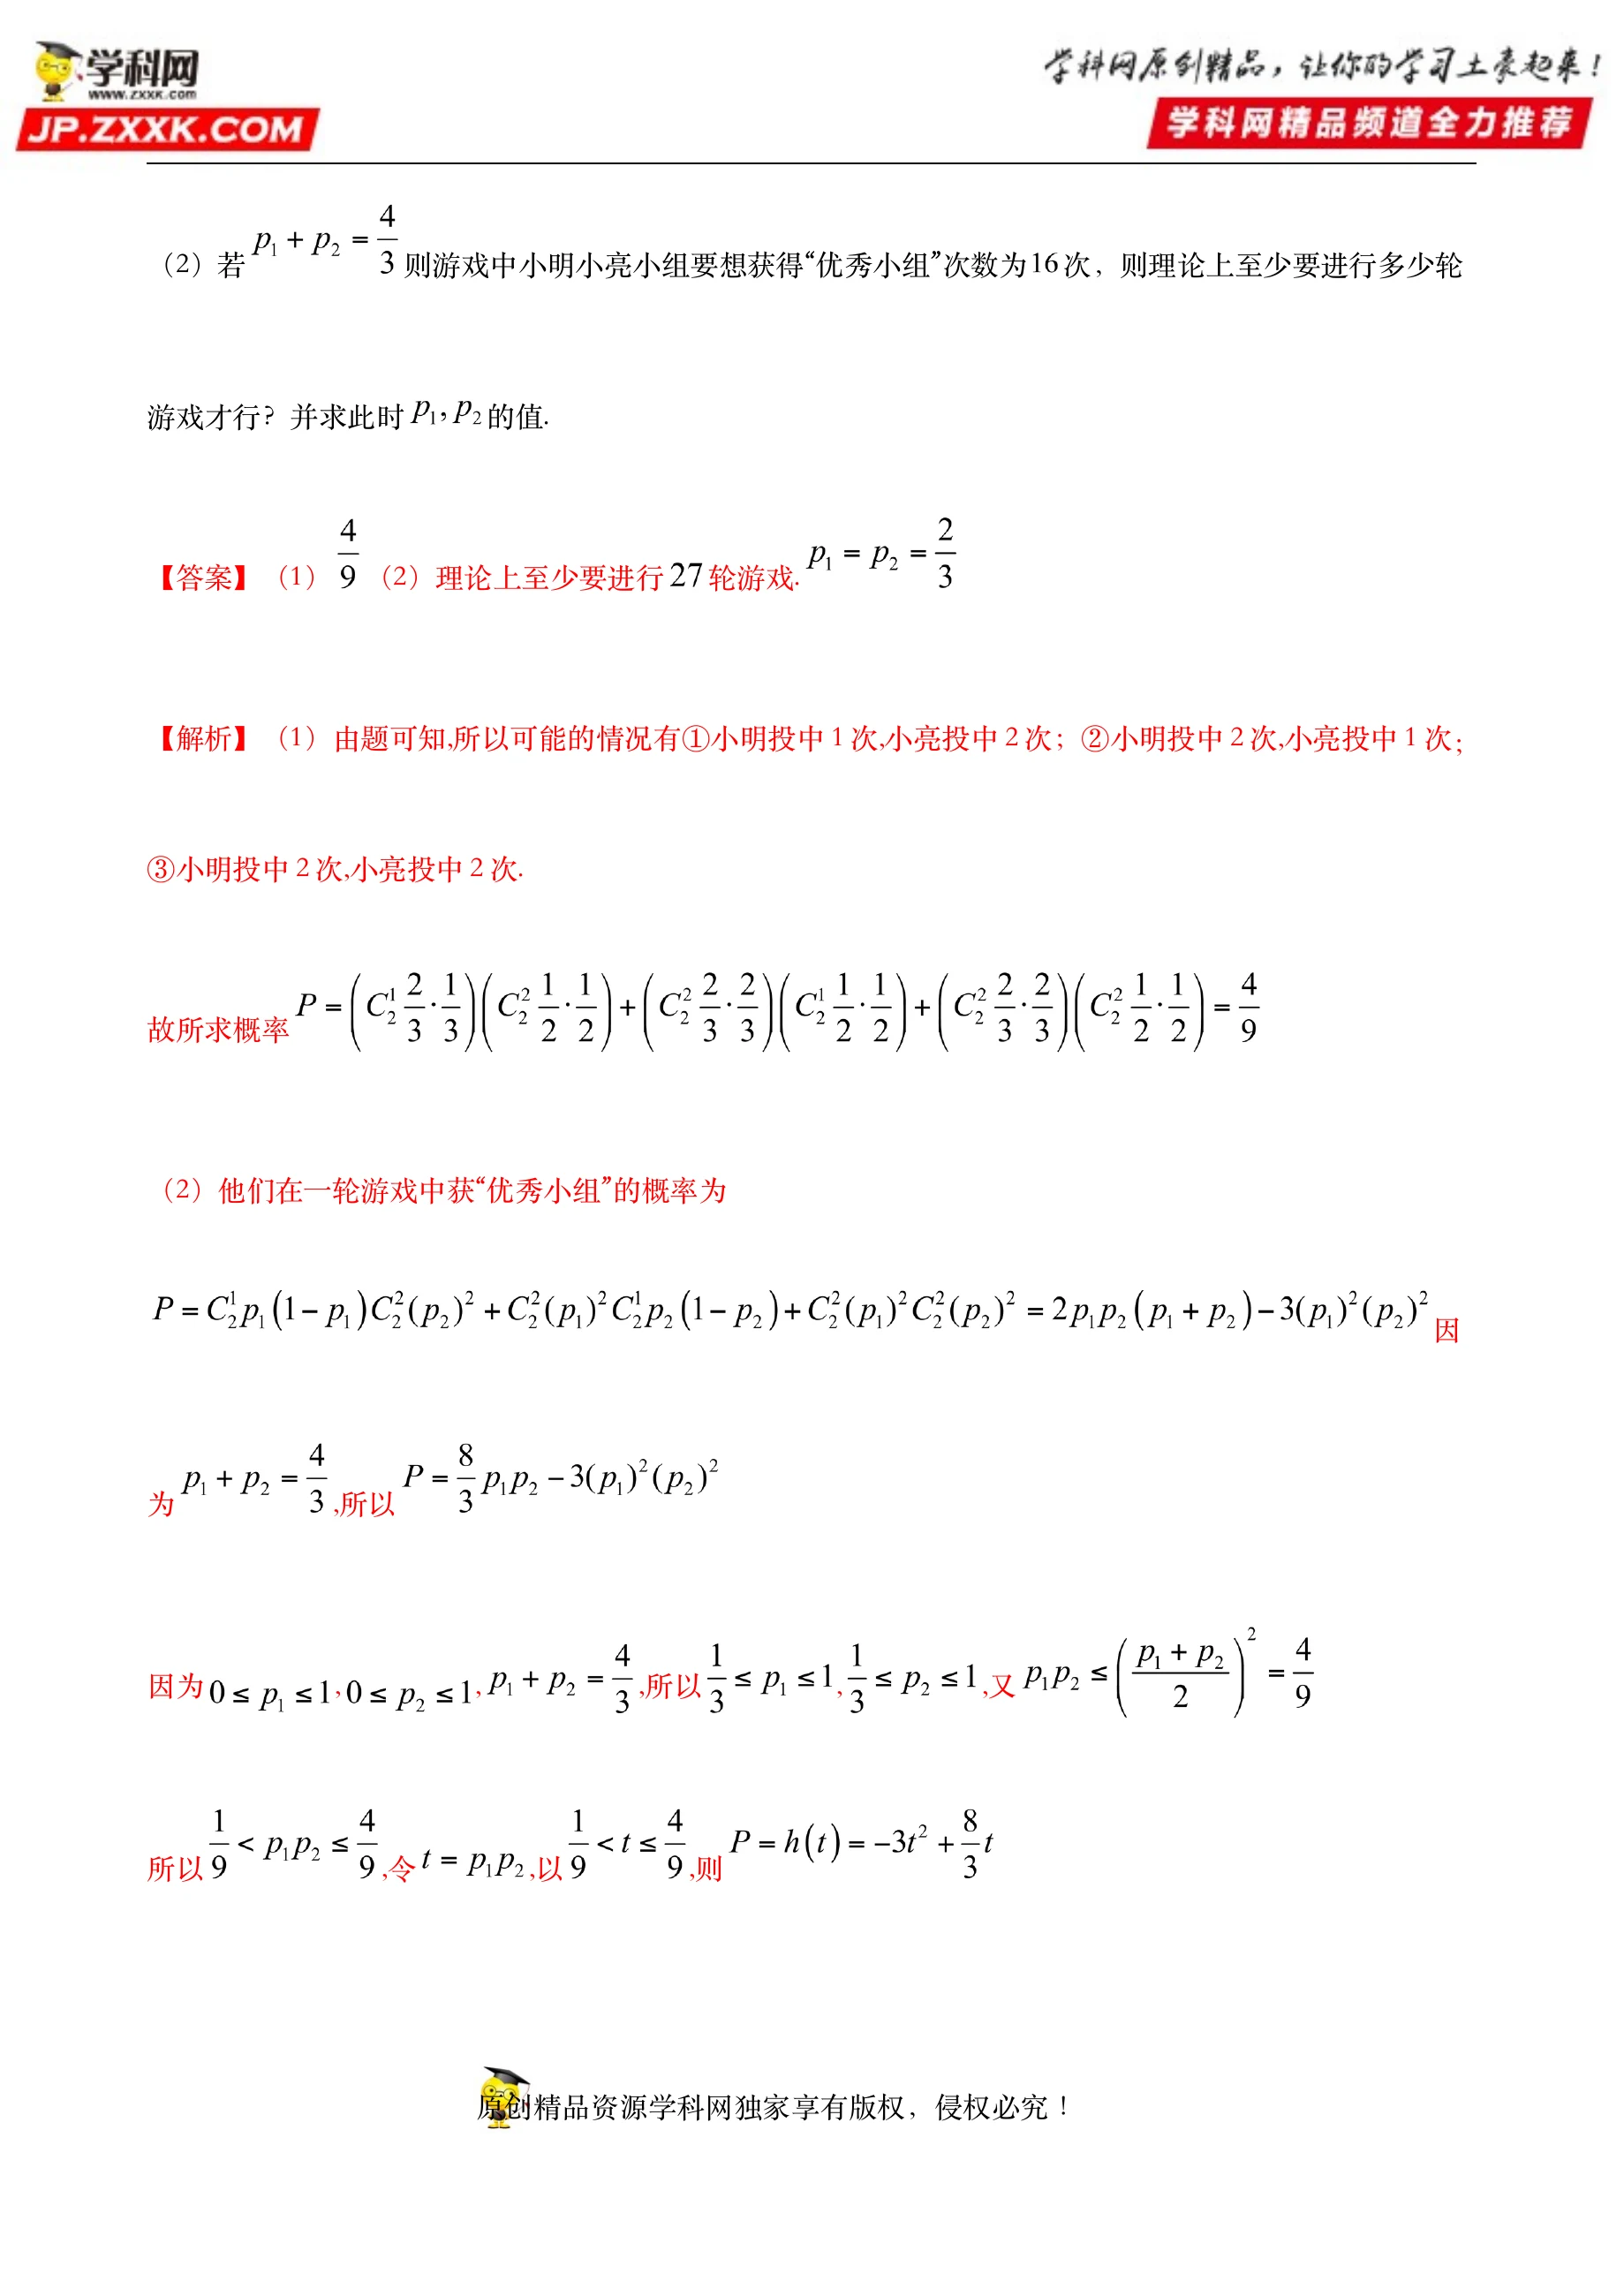 学科网
www.zxxk.com
JP.ZXXK.COM
学科网原创精品，让你的学习土豪起来！
学科网精品频道全力推荐
（2）若 p₁ + p₂ = 4/3 则游戏中小明小亮小组要想获得“优秀小组”次数为16次，则理论上至少要进行多少轮
游戏才行？并求此时 p₁, p₂ 的值.
【答案】（1）4/9（2）理论上至少要进行 27 轮游戏. p₁ = p₂ = 2/3
【解析】（1）由题可知,所以可能的情况有①小明投中 1 次,小亮投中 2 次；②小明投中 2 次,小亮投中 1 次；
③小明投中 2 次,小亮投中 2 次.
故所求概率 P = (C₂¹ 2/3 · 1/3)(C₂² 1/2 · 1/2) + (C₂² 2/3 · 2/3)(C₂¹ 1/2 · 1/2) + (C₂² 2/3 · 2/3)(C₂² 1/2 · 1/2) = 4/9
（2）他们在一轮游戏中获“优秀小组”的概率为
P = C₂¹p₁(1 − p₁)C₂²(p₂)² + C₂²(p₁)²C₂¹p₂(1 − p₂) + C₂²(p₁)²C₂²(p₂)² = 2p₁p₂(p₁ + p₂) − 3(p₁)²(p₂)² 因
为 p₁ + p₂ = 4/3 ,所以 P = 8/3 p₁p₂ − 3(p₁)²(p₂)²
因为 0 ≤ p₁ ≤ 1, 0 ≤ p₂ ≤ 1, p₁ + p₂ = 4/3 ,所以 1/3 ≤ p₁ ≤ 1, 1/3 ≤ p₂ ≤ 1 ,又 p₁p₂ ≤ ((p₁ + p₂)/2)² = 4/9
所以 1/9 < p₁p₂ ≤ 4/9 ,令 t = p₁p₂ ,以 1/9 < t ≤ 4/9 ,则 P = h(t) = −3t² + 8/3 t
原创精品资源学科网独家享有版权，侵权必究！